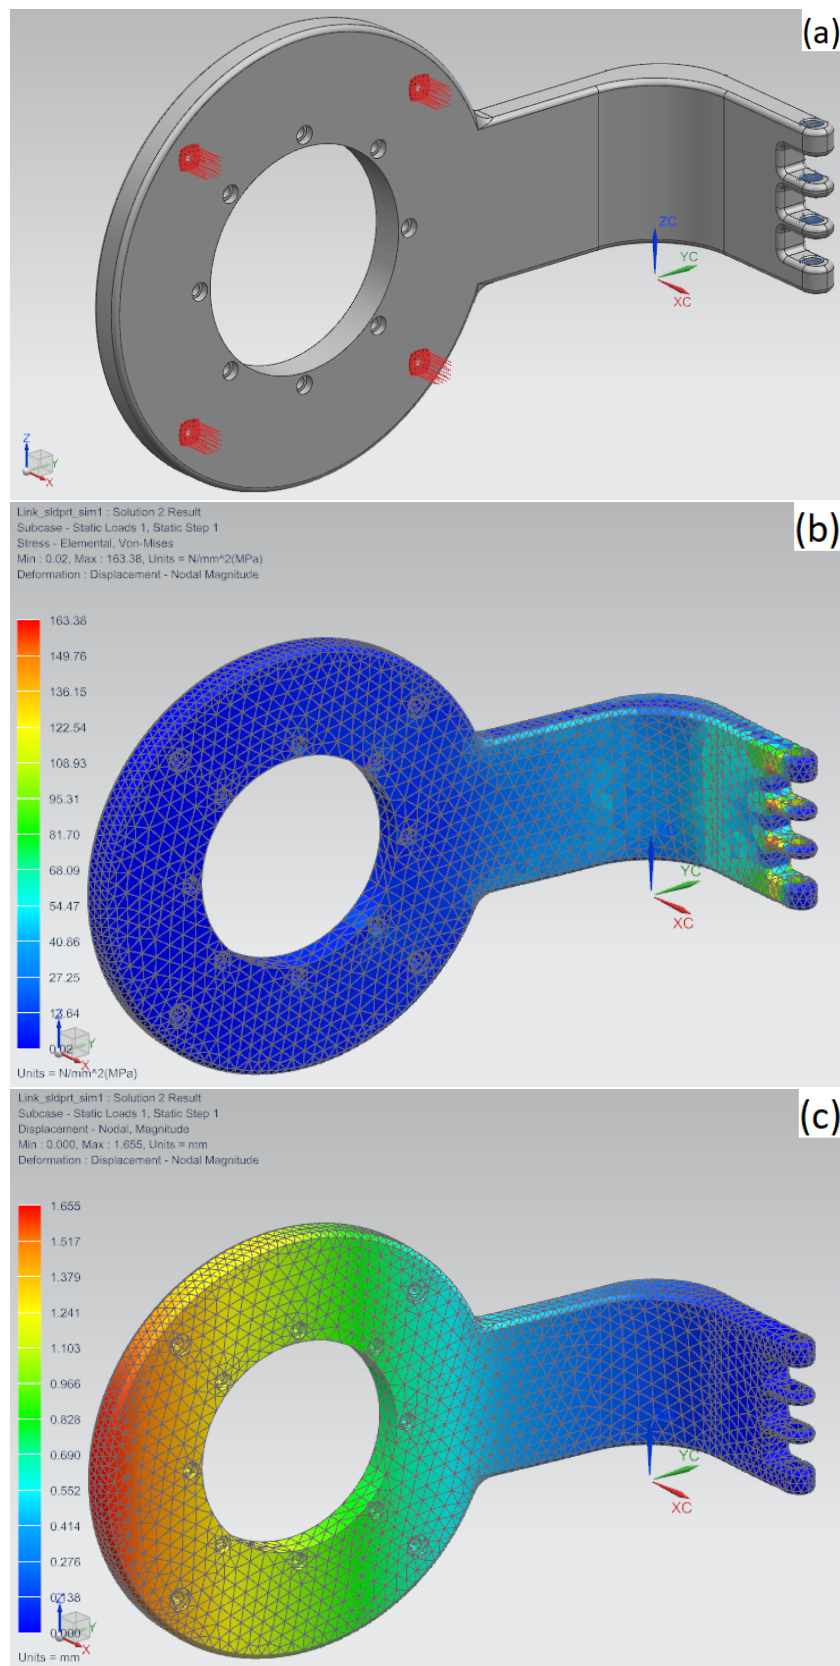 (a)
ZC
YC
XC
Z
Y
X
Link_sldprt_sim1 : Solution 2 Result
Subcase - Static Loads 1, Static Step 1
Stress - Elemental, Von-Mises
Min : 0.02, Max : 163.38, Units = N/mm^2(MPa)
Deformation : Displacement - Nodal Magnitude
(b)
163.38
149.76
136.15
122.54
108.93
95.31
81.70
68.09
54.47
40.86
27.25
13.64
0.02
YC
XC
Z
Y
X
Units = N/mm^2(MPa)
Link_sldprt_sim1 : Solution 2 Result
Subcase - Static Loads 1, Static Step 1
Displacement - Nodal, Magnitude
Min : 0.000, Max : 1.655, Units = mm
Deformation : Displacement - Nodal Magnitude
(c)
1.655
1.517
1.379
1.241
1.103
0.966
0.828
0.690
0.552
0.414
0.276
0.138
0.000
YC
XC
Z
Y
X
Units = mm